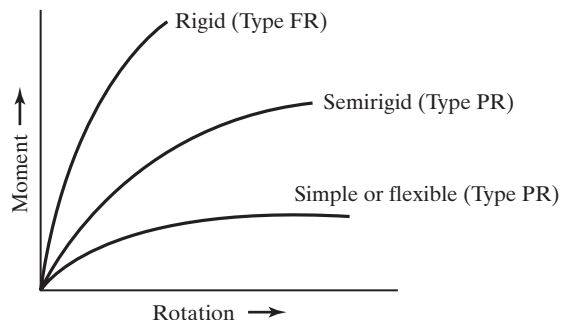 Rigid (Type FR)
Semirigid (Type PR)
Simple or flexible (Type PR)
Moment
Rotation